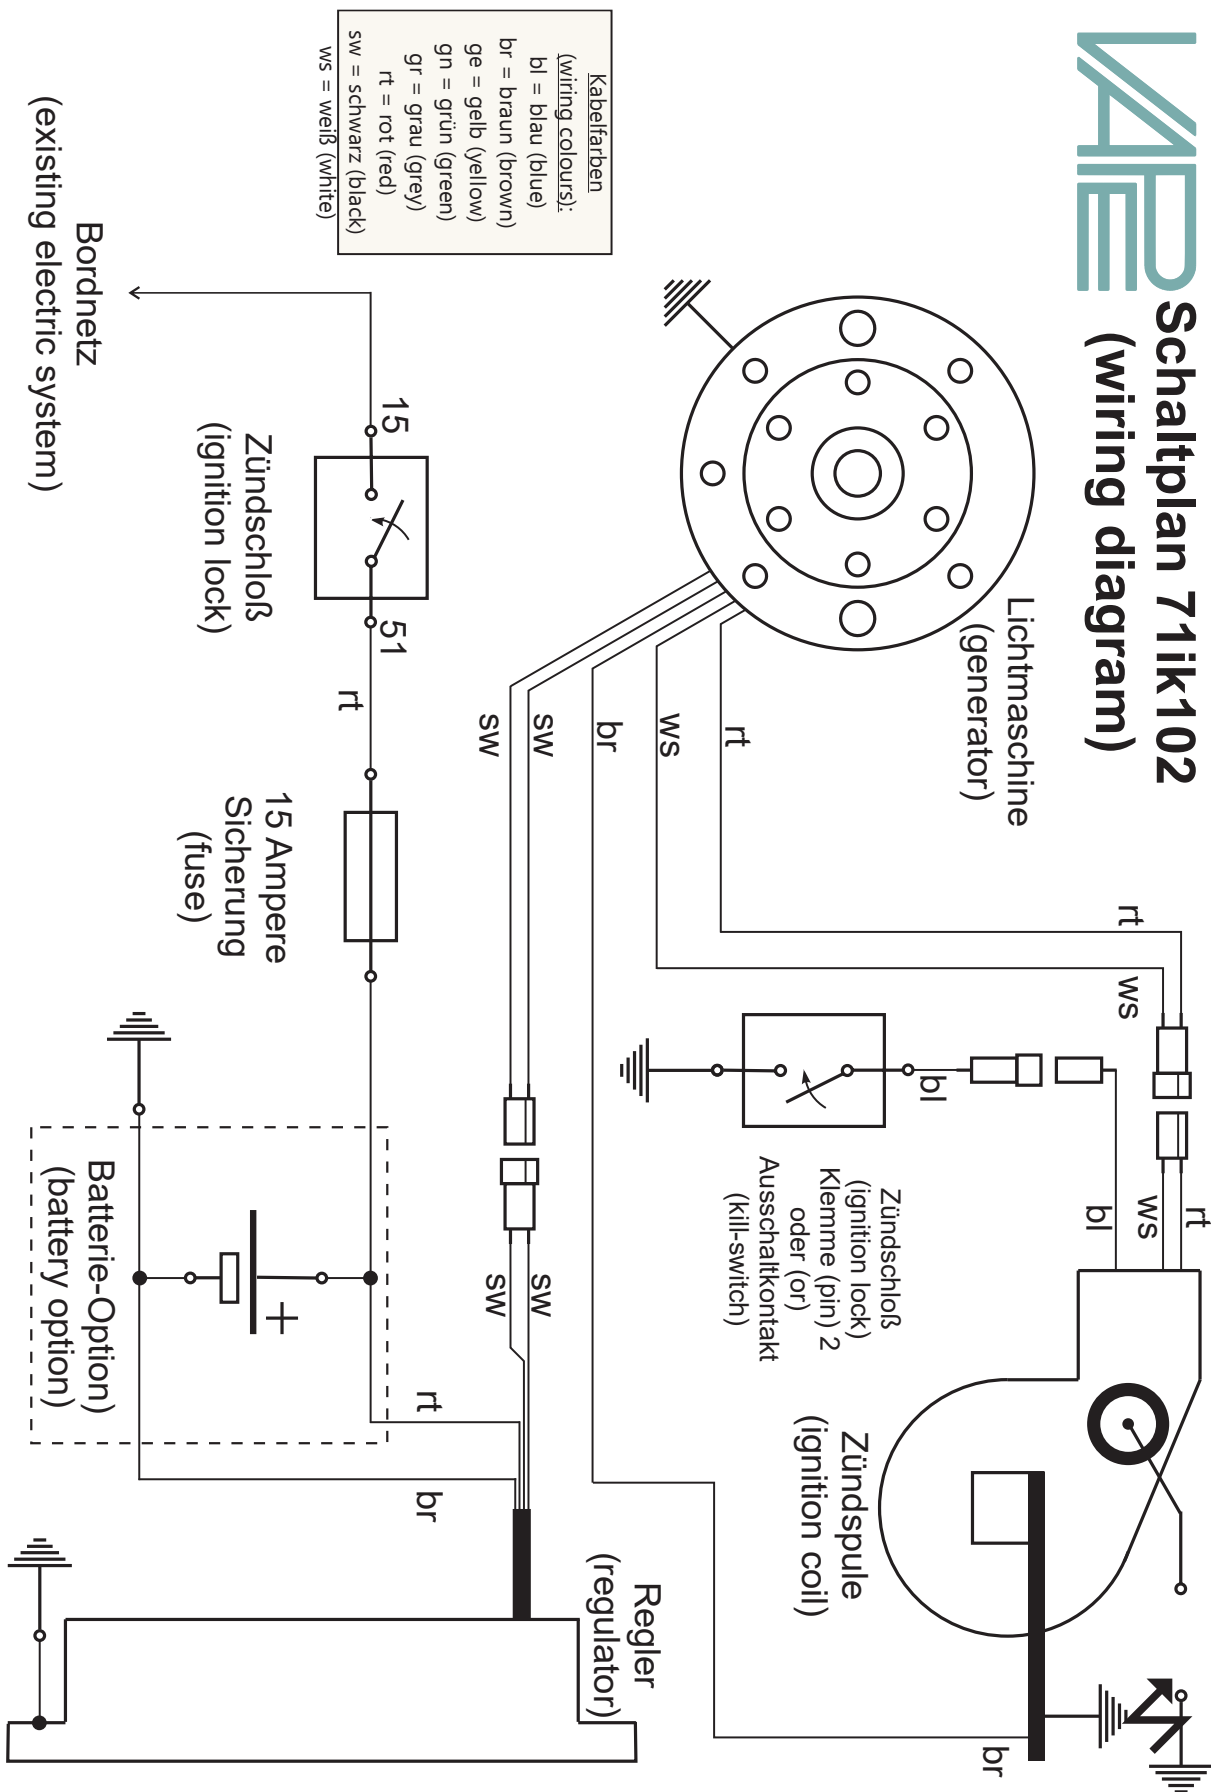 VAPE
Schaltplan 71ik102
(wiring diagram)
Kabelfarben
(wiring colours):
bl = blau (blue)
br = braun (brown)
ge = gelb (yellow)
gn = grün (green)
gr = grau (grey)
rt = rot (red)
sw = schwarz (black)
ws = weiß (white)
Lichtmaschine
(generator)
rt
ws
br
sw
sw
rt
ws
rt
ws
bl
bl
Zündschloß
(ignition lock)
Klemme (pin) 2
oder (or)
Ausschaltkontakt
(kill-switch)
Zündspule
(ignition coil)
br
sw
sw
rt
br
Regler
(regulator)
Bordnetz
(existing electric system)
15
Zündschloß
(ignition lock)
51
rt
15 Ampere
Sicherung
(fuse)
+
Batterie-Option)
(battery option)